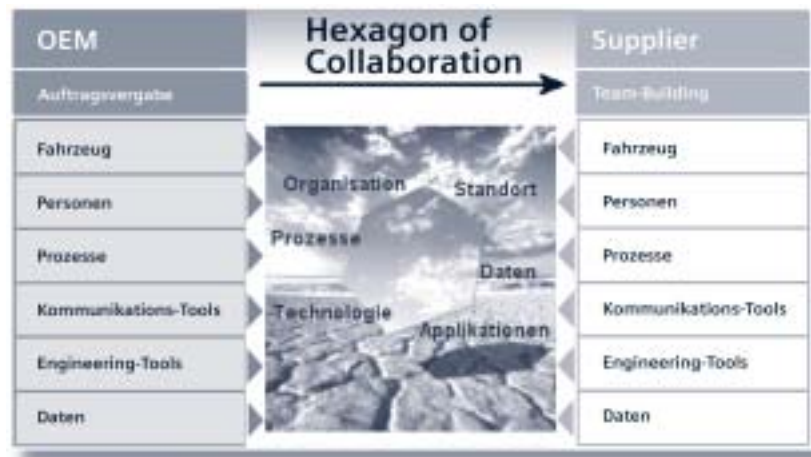 OEM
Auftragsvergabe
Fahrzeug
Personen
Prozesse
Kommunikations-Tools
Engineering-Tools
Daten
Hexagon of
Collaboration
Organisation
Standort
Prozesse
Daten
Technologie
Applikationen
Supplier
Team-Building
Fahrzeug
Personen
Prozesse
Kommunikations-Tools
Engineering-Tools
Daten